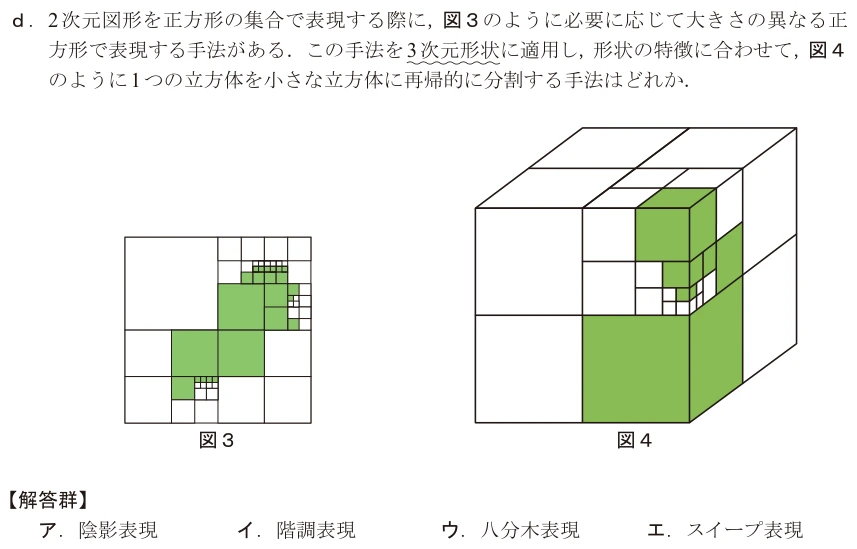 d．2次元図形を正方形の集合で表現する際に，図3のように必要に応じて大きさの異なる正
方形で表現する手法がある．この手法を3次元形状に適用し，形状の特徴に合わせて，図4
のように1つの立方体を小さな立方体に再帰的に分割する手法はどれか．
図3
図4
【解答群】
ア．陰影表現　イ．階調表現　ウ．八分木表現　エ．スイープ表現